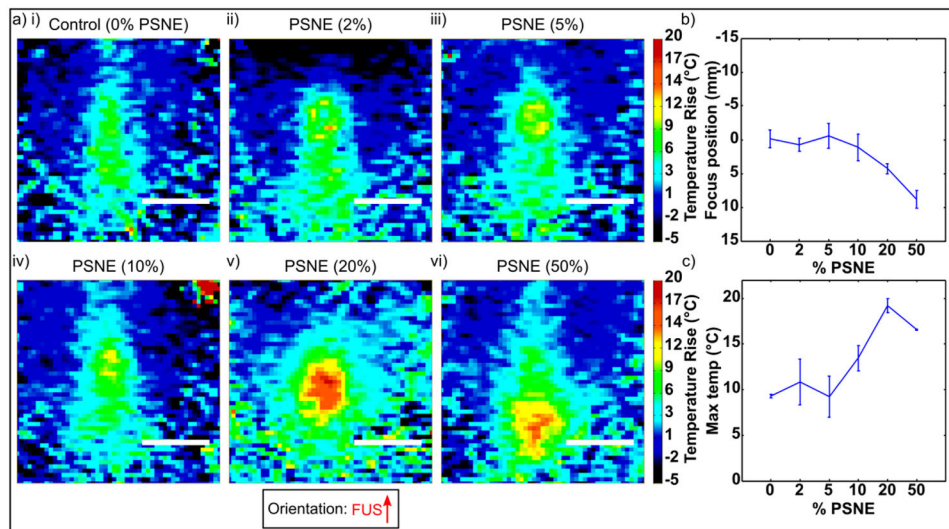 a) i) Control (0% PSNE) ii) PSNE (2%) iii) PSNE (5%)
20
17
14
12
9
6
3
1
-2
-5
Temperature Rise (°C)
iv) PSNE (10%) v) PSNE (20%) vi) PSNE (50%)
20
17
14
12
9
6
3
1
-2
-5
Temperature Rise (°C)
Orientation: FUS
b)
-15
-10
-5
0
5
10
15
Focus position (mm)
0 2 5 10 20 50
% PSNE
c)
20
15
10
5
0
Max temp (°C)
0 2 5 10 20 50
% PSNE